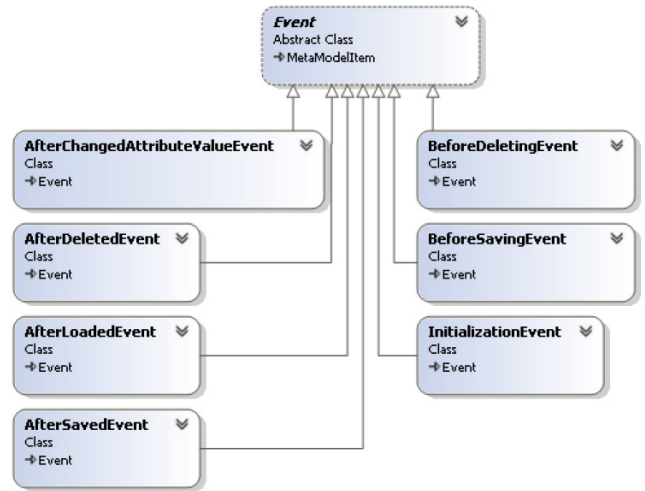 Event
Abstract Class
MetaModelItem
AfterChangedAttributeValueEvent
Class
Event
BeforeDeletingEvent
Class
Event
AfterDeletedEvent
Class
Event
BeforeSavingEvent
Class
Event
AfterLoadedEvent
Class
Event
InitializationEvent
Class
Event
AfterSavedEvent
Class
Event